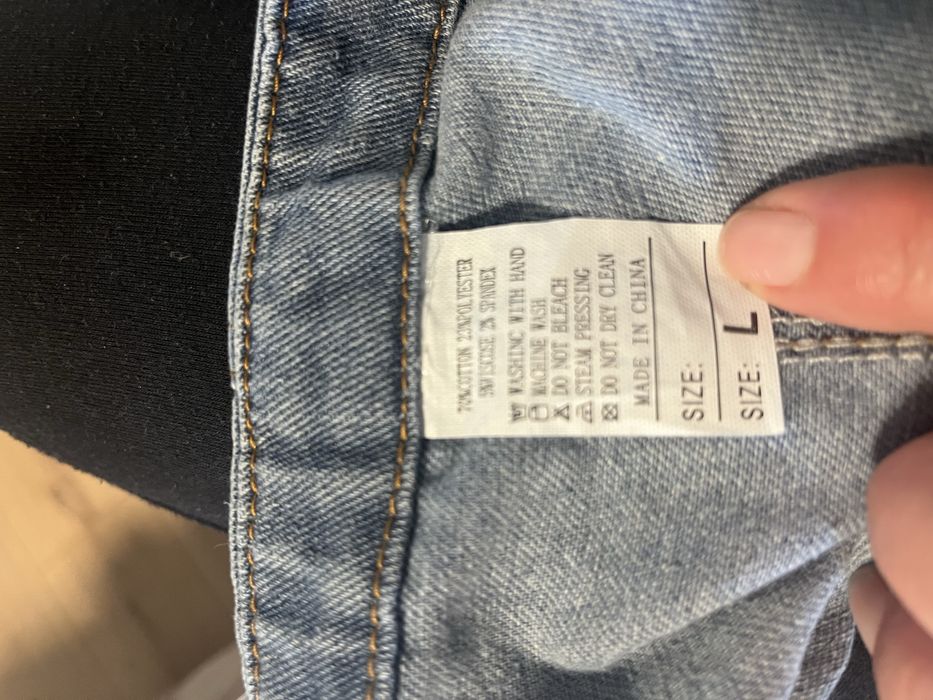 70%COTTON 23%POLYESTER
5%VISCISE 2% SPANDEX
WASHING WITH HAND
MACHINE WASH
DO NOT BLEACH
STEAM PRESSING
DO NOT DRY CLEAN
MADE IN CHINA
SIZE:
SIZE: L